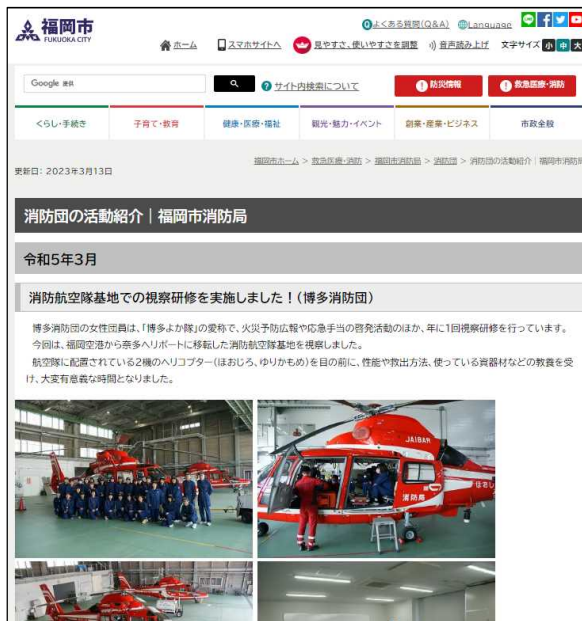 福岡市
FUKUOKA CITY
よくある質問(Q&A) Language
ホーム スマホサイトへ 見やすさ、使いやすさを調整 音声読み上げ 文字サイズ 小 中 大
Google 提供 サイト内検索について 防災情報 救急医療・消防
くらし・手続き 子育て・教育 健康・医療・福祉 観光・魅力・イベント 創業・産業・ビジネス 市政全般
福岡市ホーム > 救急医療・消防 > 福岡市消防局 > 消防団 > 消防団の活動紹介|福岡市消防局
更新日: 2023年3月13日
消防団の活動紹介|福岡市消防局
令和5年3月
消防航空隊基地での視察研修を実施しました!(博多消防団)
博多消防団の女性団員は、「博多よか隊」の愛称で、火災予防広報や応急手当の啓発活動のほか、年に1回視察研修を行っています。
今回は、福岡空港から奈多ヘリポートに移転した消防航空隊基地を視察しました。
航空隊に配置されている2機のヘリコプター(ほおじろ、ゆりかもめ)を目の前に、性能や救出方法、使っている資器材などの教養を受
け、大変有意義な時間となりました。
消防局